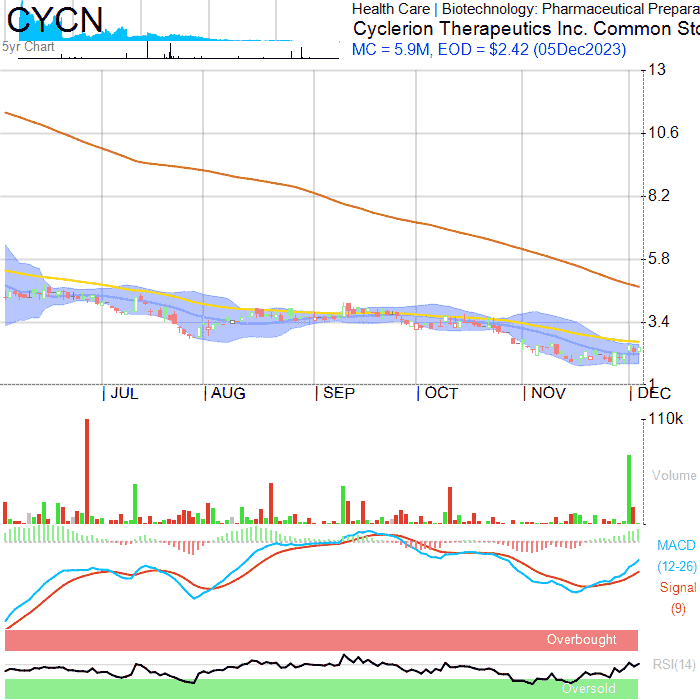 CYCN
5yr Chart
Health Care | Biotechnology: Pharmaceutical Prepara
Cyclerion Therapeutics Inc. Common Sto
MC = 5.9M, EOD = $2.42 (05Dec2023)
13
10.6
8.2
5.8
3.4
1
JUL
AUG
SEP
OCT
NOV
DEC
110k
Volume
MACD
(12-26)
Signal
(9)
Overbought
RSI(14)
Oversold